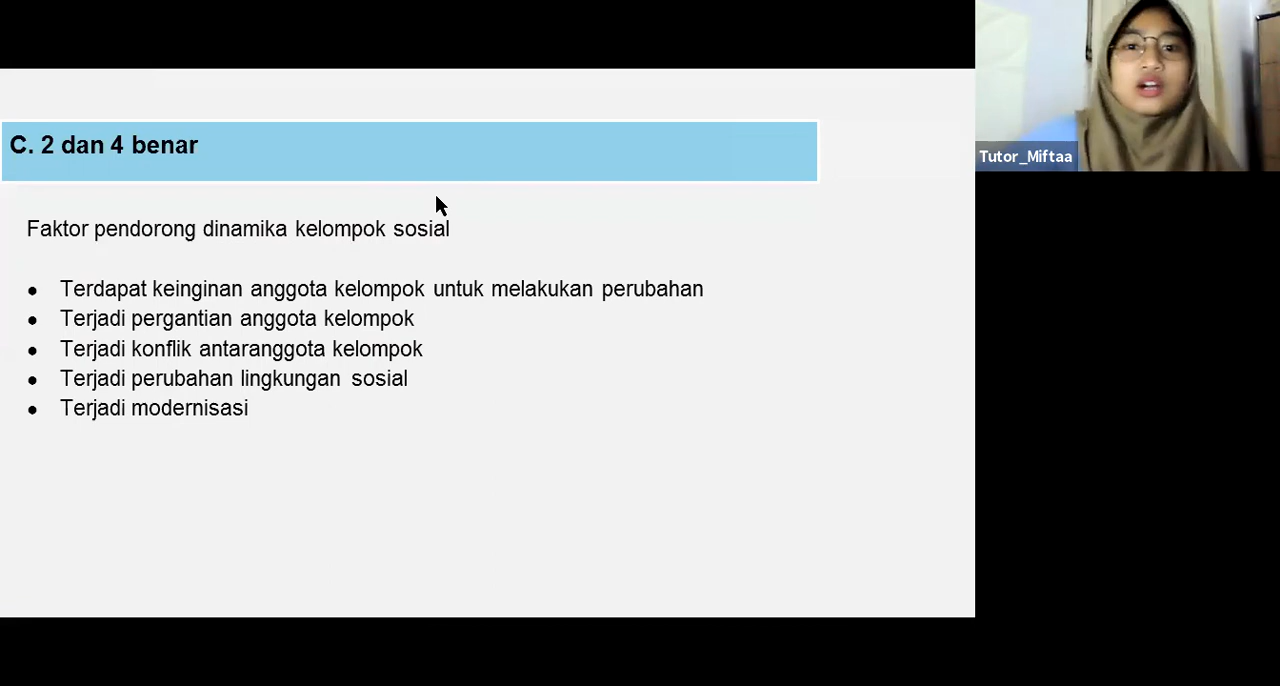 C. 2 dan 4 benar
Faktor pendorong dinamika kelompok sosial
● Terdapat keinginan anggota kelompok untuk melakukan perubahan
● Terjadi pergantian anggota kelompok
● Terjadi konflik antaranggota kelompok
● Terjadi perubahan lingkungan sosial
● Terjadi modernisasi
Tutor_Miftaa